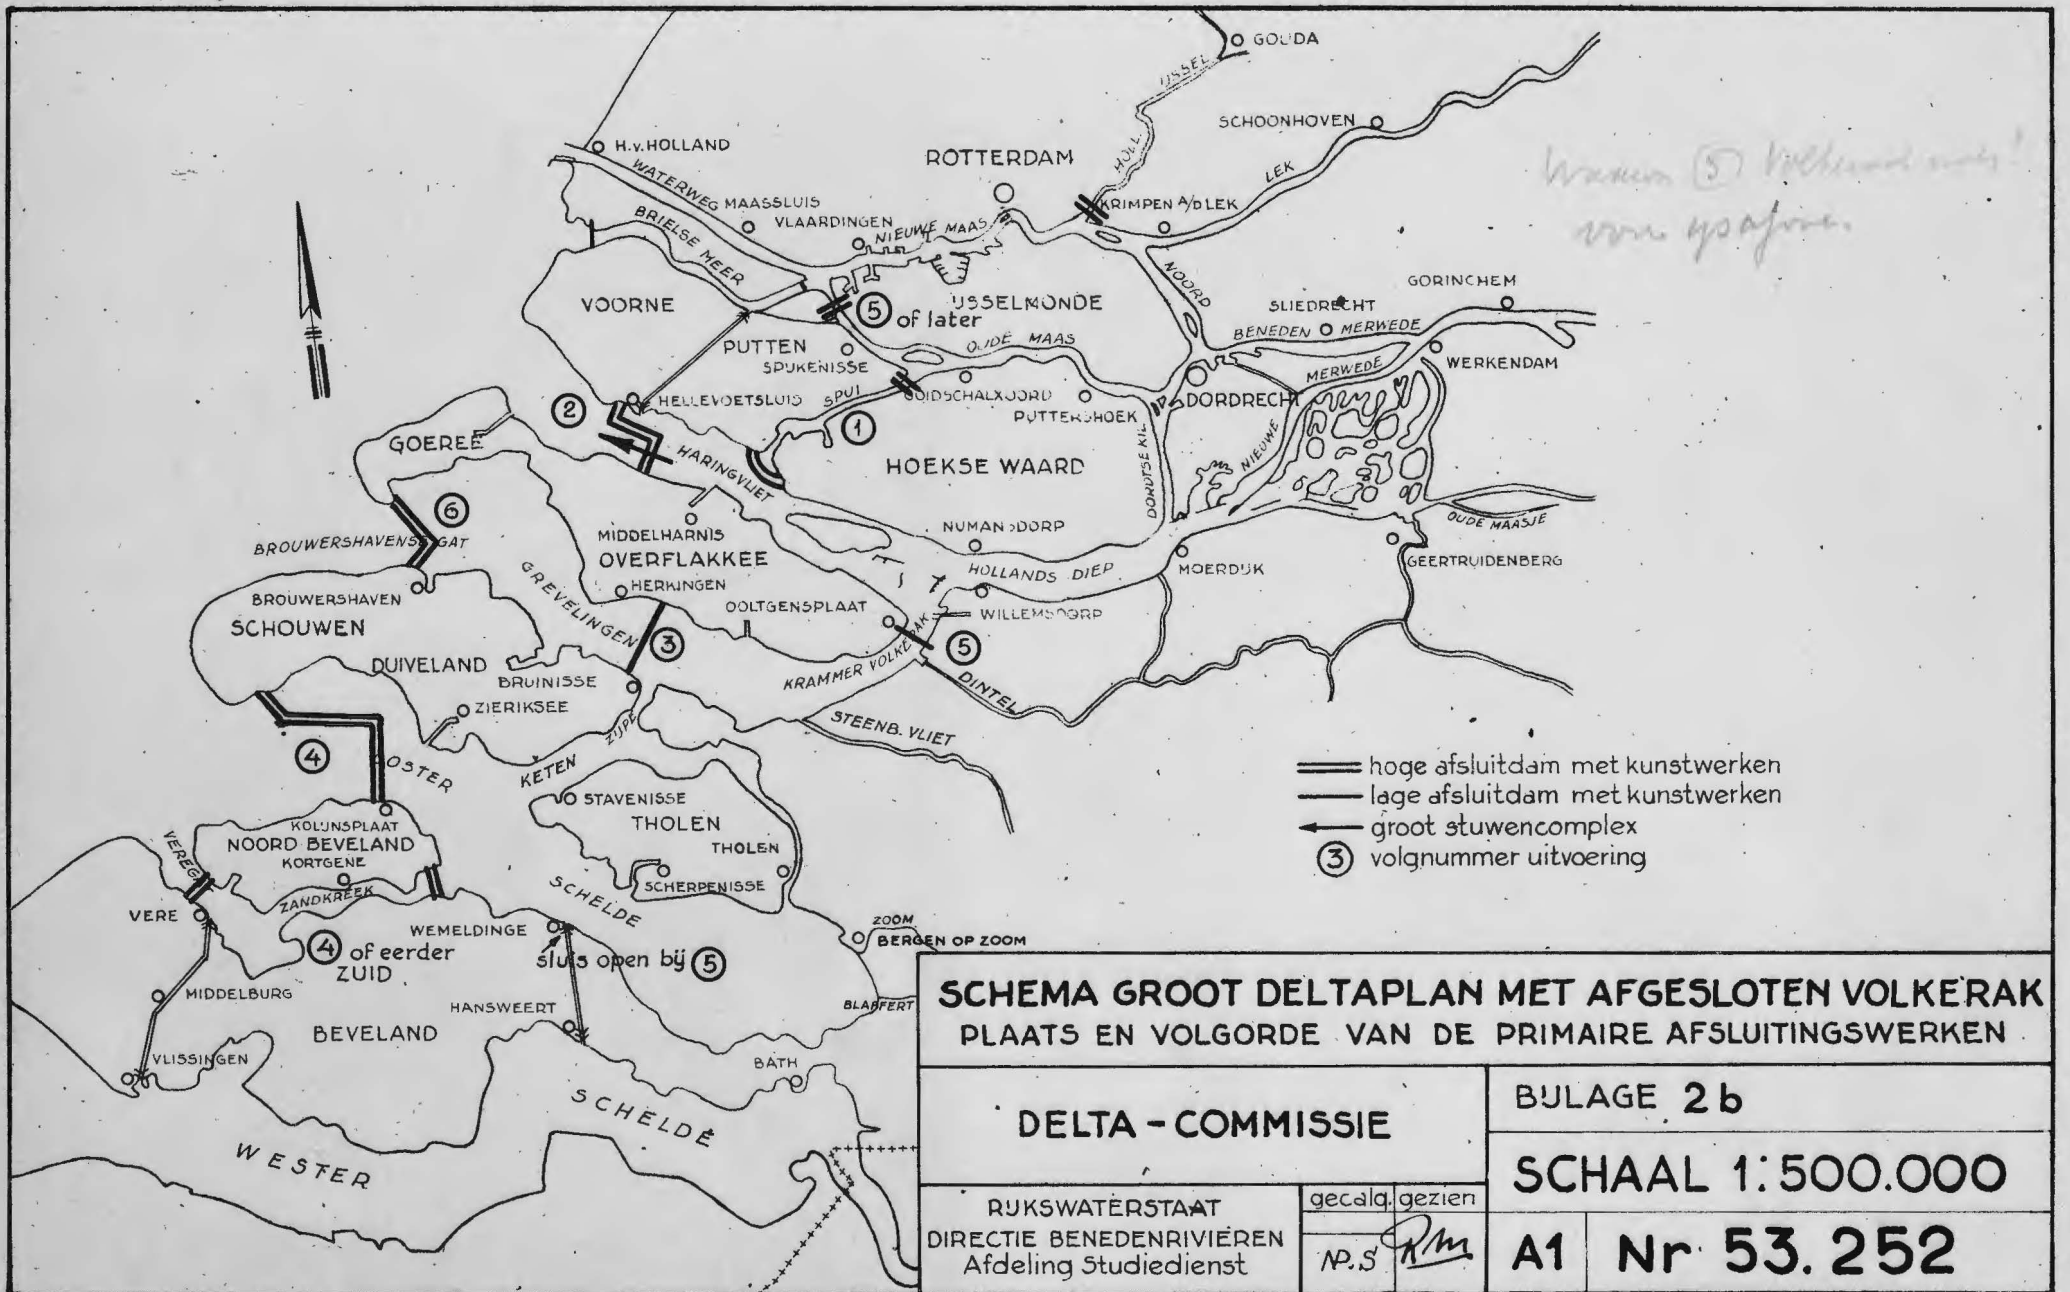 GOUDA
IJSSEL
HOLL.
SCHOONHOVEN
H.v.HOLLAND
ROTTERDAM
LEK
WATERWEG
MAASSLUIS
KRIMPEN A/D LEK
BRIELSE MEER
VLAARDINGEN
NIEUWE MAAS
NOORD
GORINCHEM
VOORNE
IJSSELMONDE
SLIEDRECHT
⑤ of later
BENEDEN MERWEDE
PUTTEN
OUDE MAAS
SPIJKENISSE
MERWEDE
WERKENDAM
② HELLEVOETSLUIS
SPUI
OUIDSCHALXOORD
DORDRECHT
PUTTERSHOEK
①
GOEREE
HARINGVLIET
HOEKSE WAARD
DORDTSE KIL
NIEUWE
⑥
BROUWERSHAVENSE GAT
MIDDELHARNIS
NUMANSDORP
OUDE MAASJE
OVERFLAKKEE
GREVELINGEN
HERKINGEN
HOLLANDS DIEP
MOERDIJK
GEERTRUIDENBERG
BROUWERSHAVEN
OOLTGENSPLAAT
WILLEMSDORP
SCHOUWEN
③
KRAMMER VOLKERAK
⑤
DUIVELAND
BRUINISSE
DINTEL
ZIERIKSEE
ZIJPE
STEENB. VLIET
④
OOSTER
KETEN
hoge afsluitdam met kunstwerken
STAVENISSE
lage afsluitdam met kunstwerken
KOLIJNSPLAAT
THOLEN
groot stuwencomplex
NOORD BEVELAND
THOLEN
③ volgnummer uitvoering
VEREGAT
KORTGENE
SCHERPENISSE
ZANDKREEK
SCHELDE
VERE
WEMELDINGE
ZOOM
④ of eerder
BERGEN OP ZOOM
ZUID
sluis open bij ⑤
MIDDELBURG
HANSWEERT
BLAFFERT
BEVELAND
VLISSINGEN
BATH
WESTER
SCHELDE
SCHEMA GROOT DELTAPLAN MET AFGESLOTEN VOLKERAK
PLAATS EN VOLGORDE VAN DE PRIMAIRE AFSLUITINGSWERKEN
DELTA-COMMISSIE
BIJLAGE 2b
SCHAAL 1:500.000
RIJKSWATERSTAAT
DIRECTIE BENEDENRIVIEREN
Afdeling Studiedienst
gecalq. gezien
N.S
A1 Nr 53.252